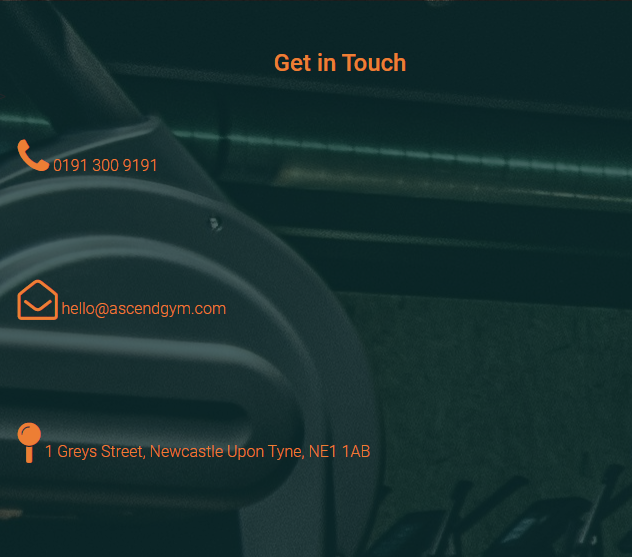 Get in Touch
0191 300 9191
hello@ascendgym.com
1 Greys Street, Newcastle Upon Tyne, NE1 1AB